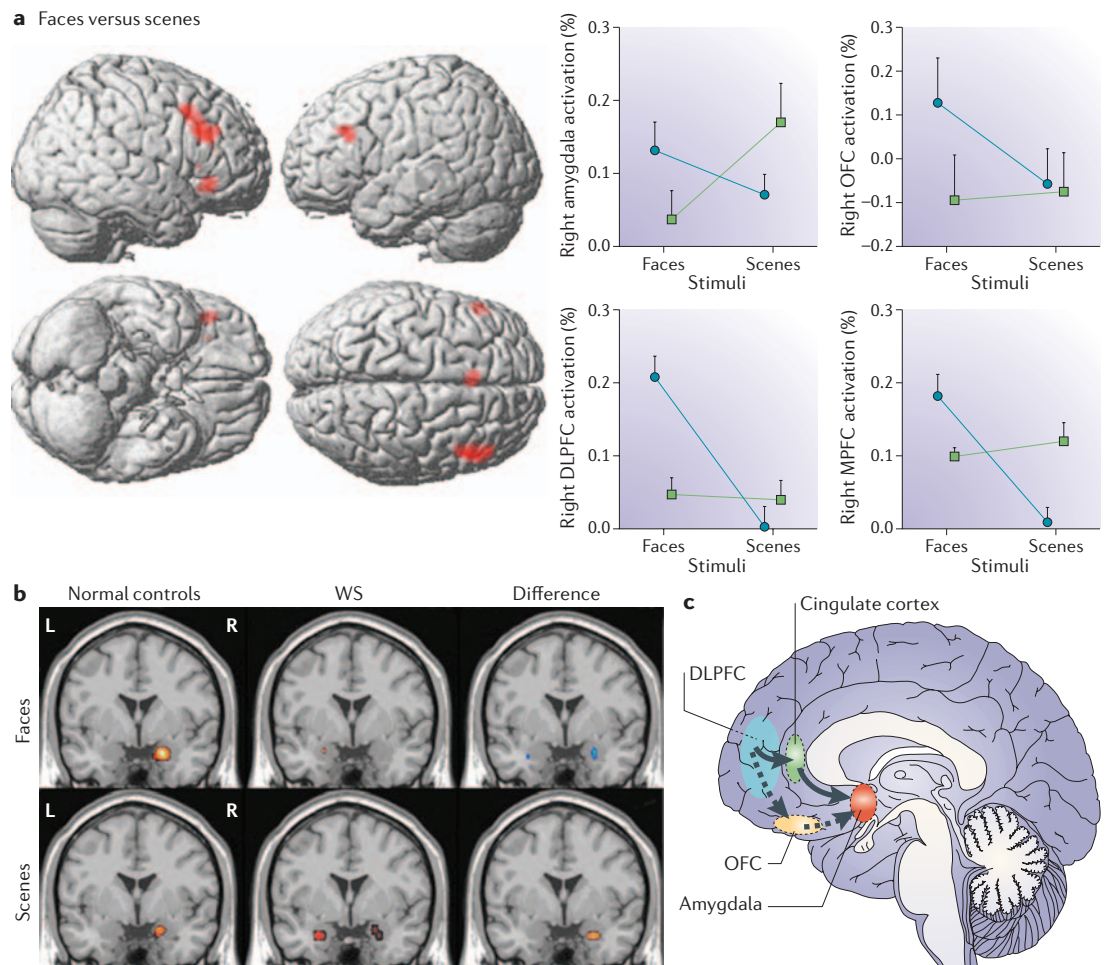 a Faces versus scenes
Right amygdala activation (%)
0.3
0.2
0.1
0.0
Faces Scenes
Stimuli
Right OFC activation (%)
0.3
0.1
0.0
−0.1
−0.2
Faces Scenes
Stimuli
Right DLPFC activation (%)
0.3
0.2
0.1
0.0
Faces Scenes
Stimuli
Right MPFC activation (%)
0.3
0.2
0.1
0.0
Faces Scenes
Stimuli
b Normal controls WS Difference
L R
Faces
L R
Scenes
c
Cingulate cortex
DLPFC
OFC
Amygdala